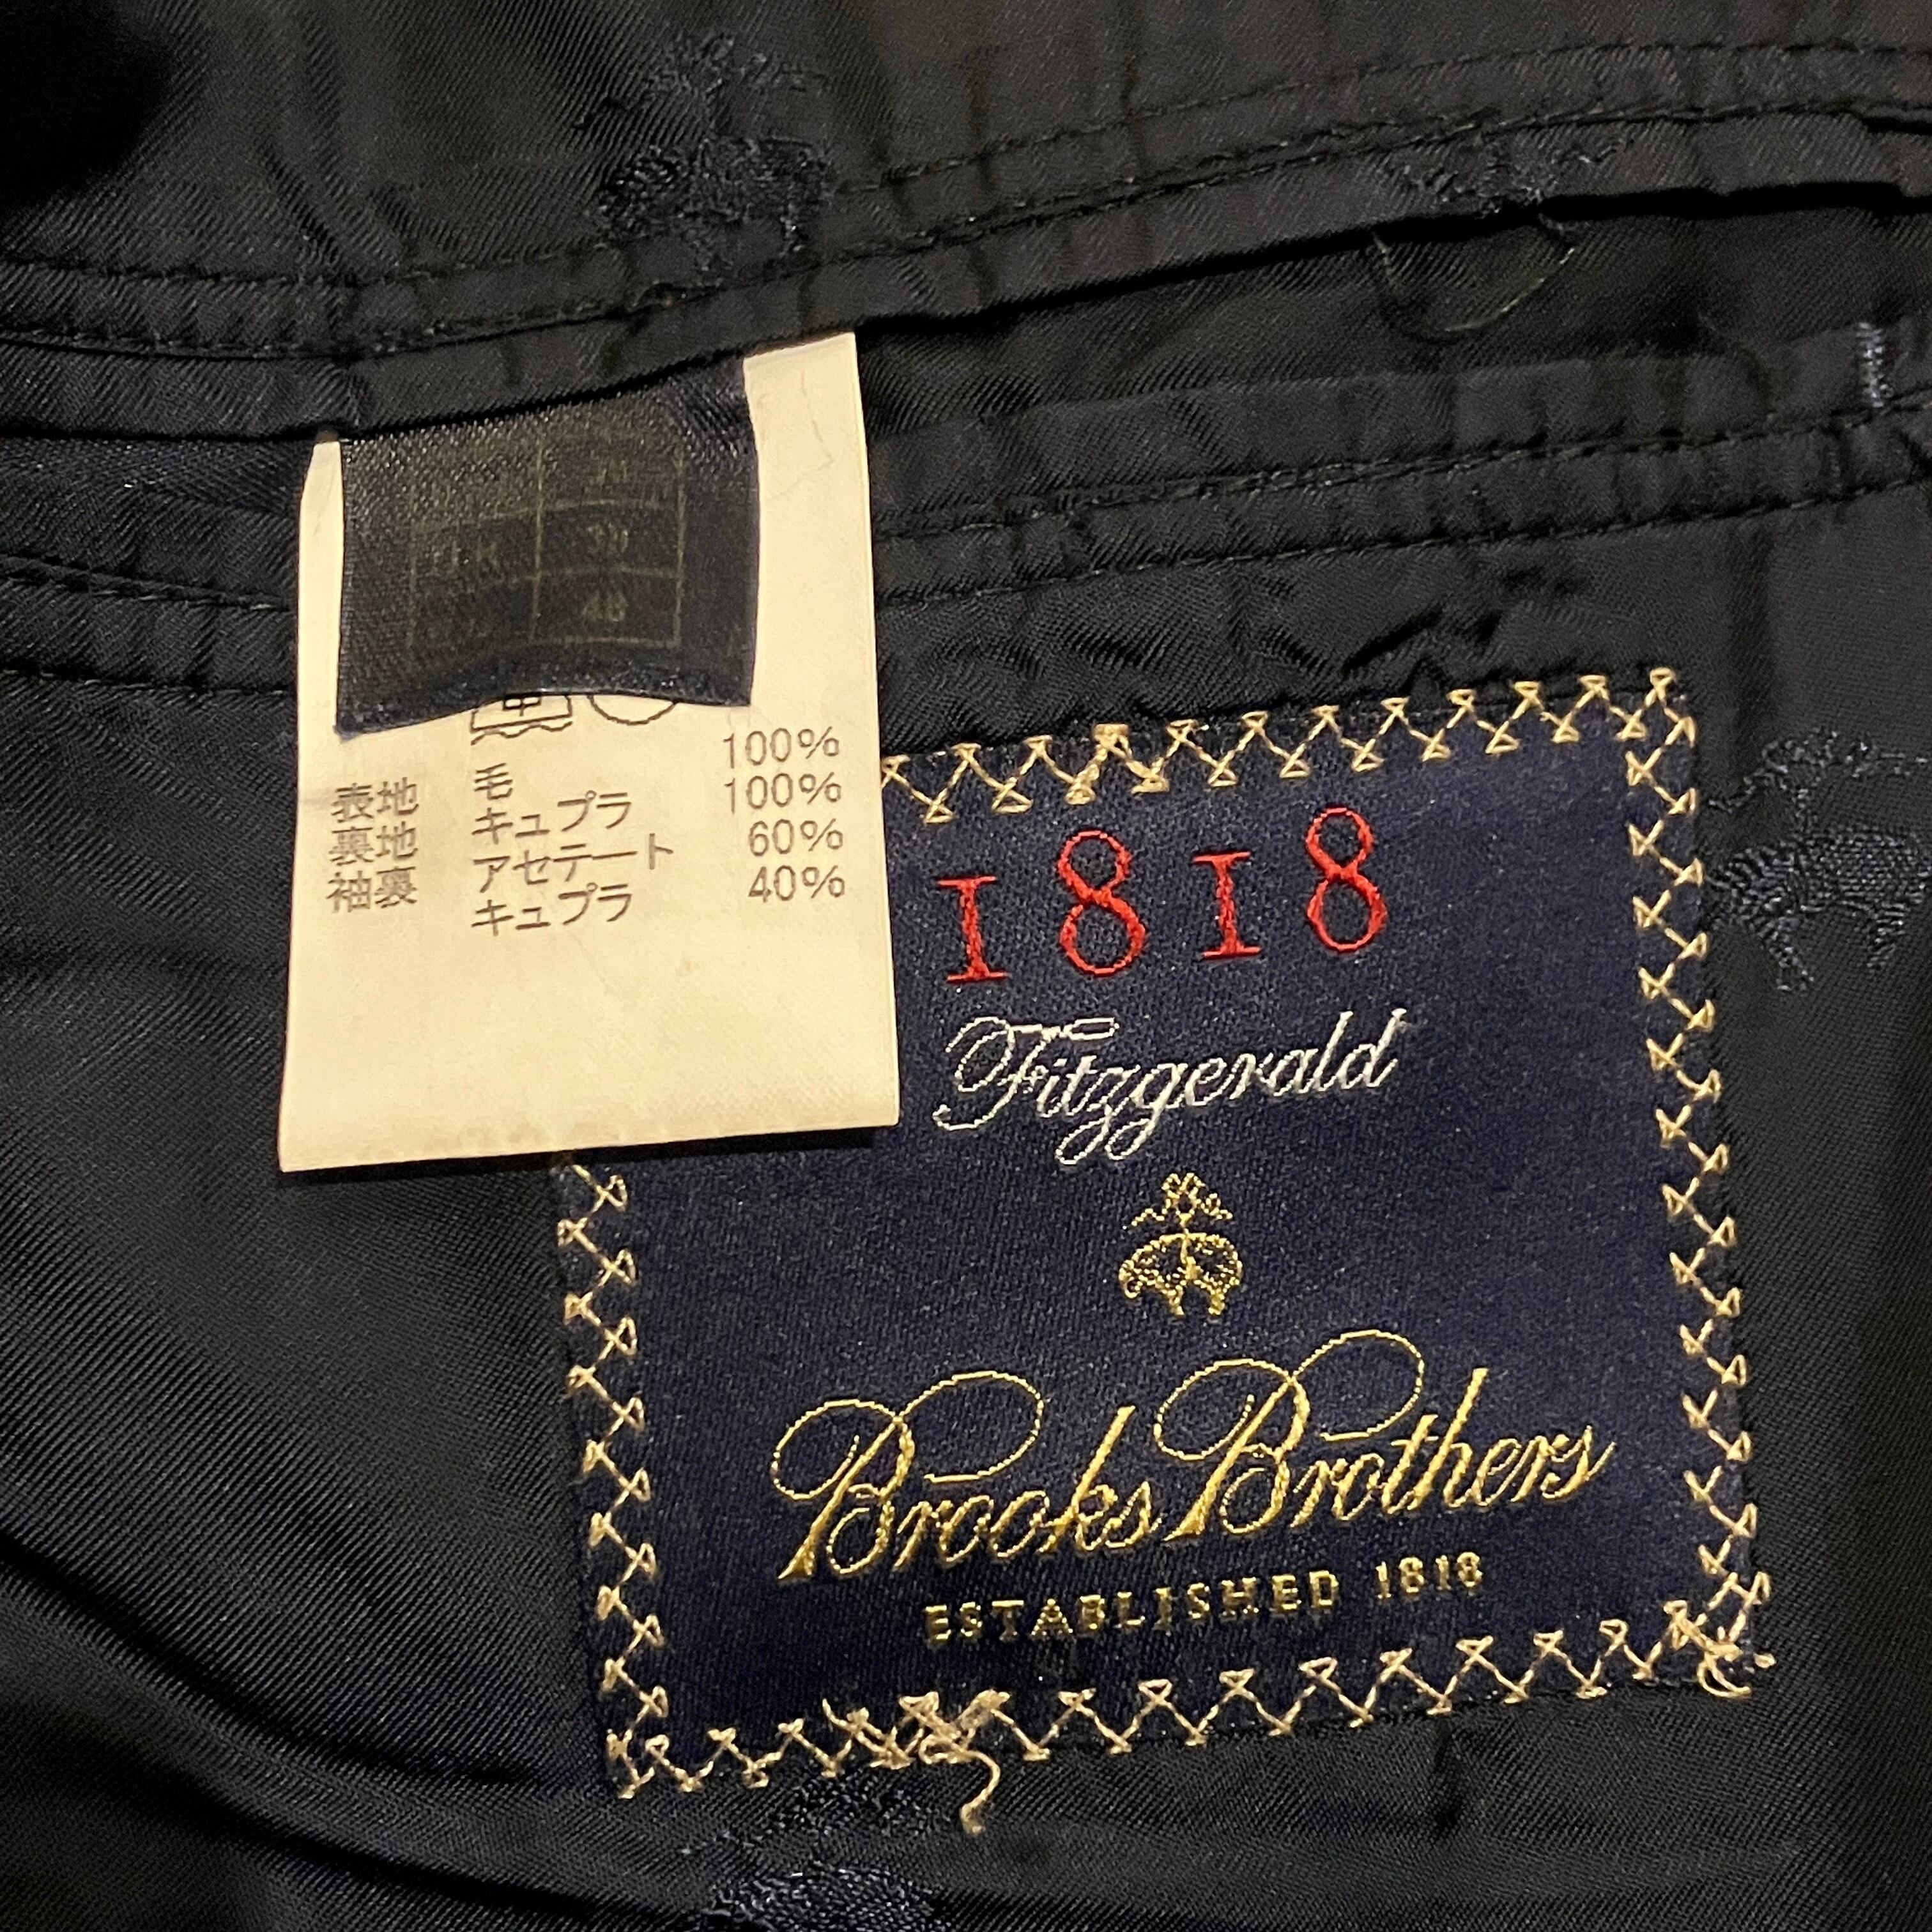 表地 毛 100%
裏地 キュプラ 100%
袖裏 アセテート 60%
キュプラ 40%
1818
Fitzgerald
Brooks Brothers
ESTABLISHED 1818